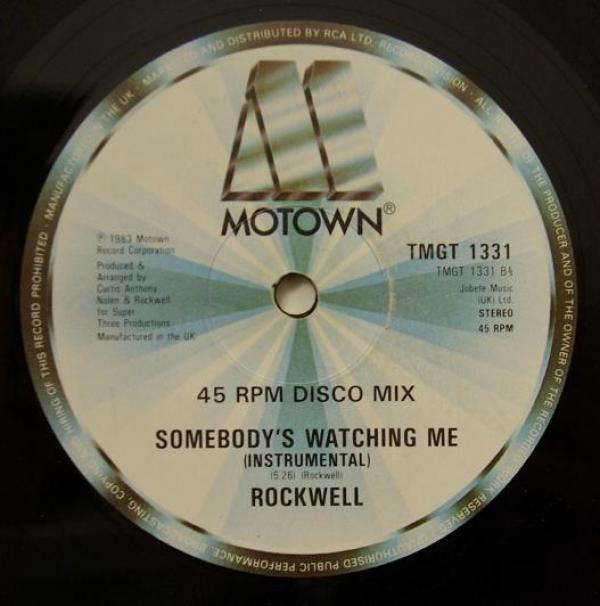 MANUFACTURED IN THE UK · MARKETED AND DISTRIBUTED BY RCA LTD. RECORD DIVISION · ALL RIGHTS OF THE PRODUCER AND OF THE OWNER OF THE RECORDED WORK RESERVED. UNAUTHORISED PUBLIC PERFORMANCE, BROADCASTING, COPYING, HIRING OF THIS RECORD PROHIBITED ·
MOTOWN®
℗ 1983 Motown
Record Corporation
Produced &
Arranged by
Curtis Anthony
Nolen & Rockwell
for Super
Three Productions
Manufactured in the UK
TMGT 1331
TMGT 1331 B½
Jobete Music
(UK) Ltd.
STEREO
45 RPM
45 RPM DISCO MIX
SOMEBODY'S WATCHING ME
(INSTRUMENTAL)
(5.26) (Rockwell)
ROCKWELL